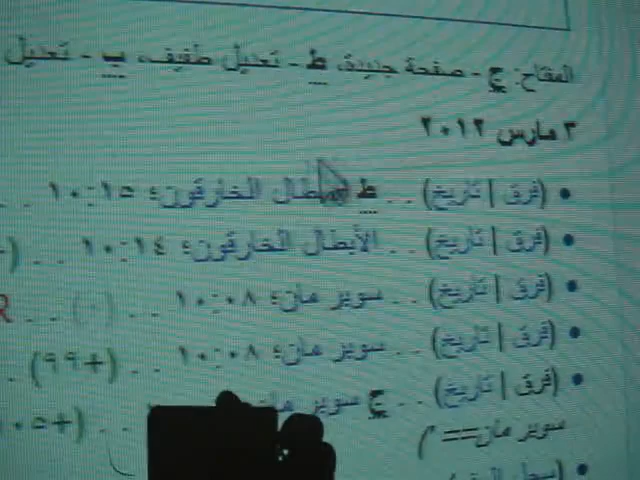 المفتاح: ج - صفحة جديدة، ط - تعديل طفيف، ب - تعديل
٣ مارس ٢٠١٢
• (فرق | تاريخ) . . ط الأبطال الخارقون؛ ١٠:١٥ . .
• (فرق | تاريخ) . . الأبطال الخارقون؛ ١٠:١٤ . .
• (فرق | تاريخ) . . سوبر مان؛ ١٠:٠٨ . . ( ) . .
• (فرق | تاريخ) . . سوبر مان؛ ١٠:٠٨ . . (+٩٩) .
• (فرق | تاريخ) . . ج سوبر مان
سوبر مان==